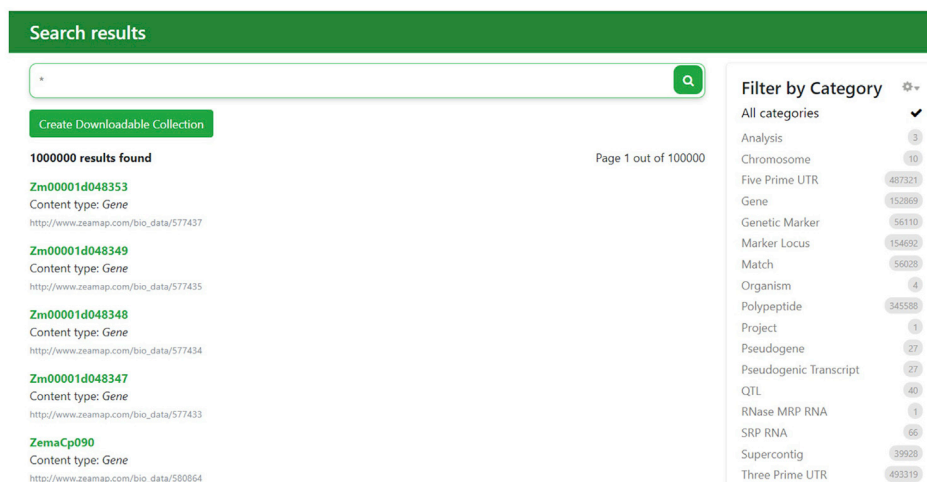 Search results
*
Create Downloadable Collection
1000000 results found
Page 1 out of 100000
Zm00001d048353
Content type: Gene
http://www.zeamap.com/bio_data/577437
Zm00001d048349
Content type: Gene
http://www.zeamap.com/bio_data/577435
Zm00001d048348
Content type: Gene
http://www.zeamap.com/bio_data/577434
Zm00001d048347
Content type: Gene
http://www.zeamap.com/bio_data/577433
ZemaCp090
Content type: Gene
http://www.zeamap.com/bio_data/580864
Filter by Category
All categories
Analysis 3
Chromosome 10
Five Prime UTR 487321
Gene 152869
Genetic Marker 56110
Marker Locus 154692
Match 56028
Organism 4
Polypeptide 345588
Project 1
Pseudogene 27
Pseudogenic Transcript 27
QTL 40
RNase MRP RNA 1
SRP RNA 66
Supercontig 39928
Three Prime UTR 493319